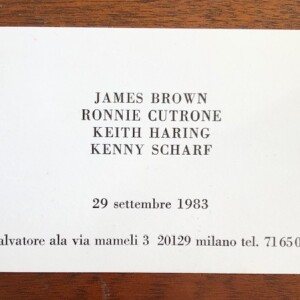 JAMES BROWN
RONNIE CUTRONE
KEITH HARING
KENNY SCHARF
29 settembre 1983
alvatore ala via mameli 3 20129 milano tel. 71650